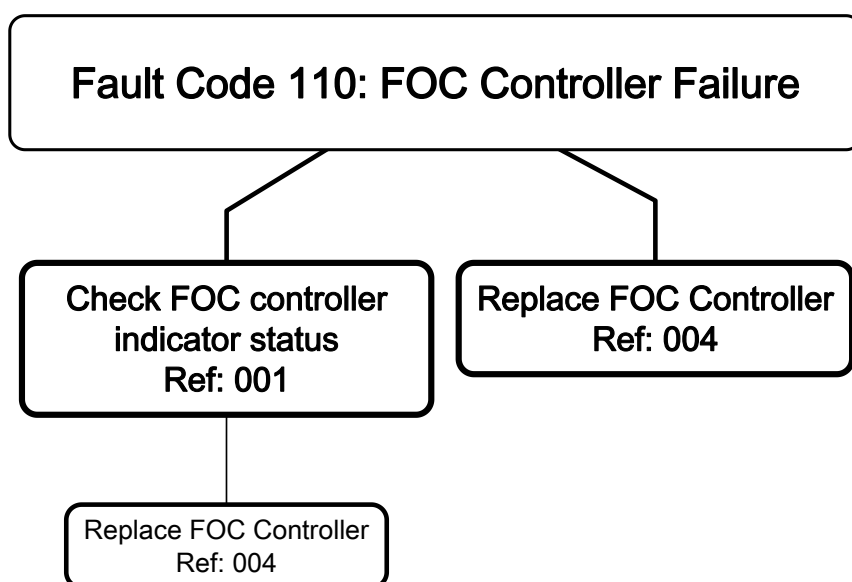 Fault Code 110: FOC Controller Failure
Check FOC controller
indicator status
Ref: 001
Replace FOC Controller
Ref: 004
Replace FOC Controller
Ref: 004